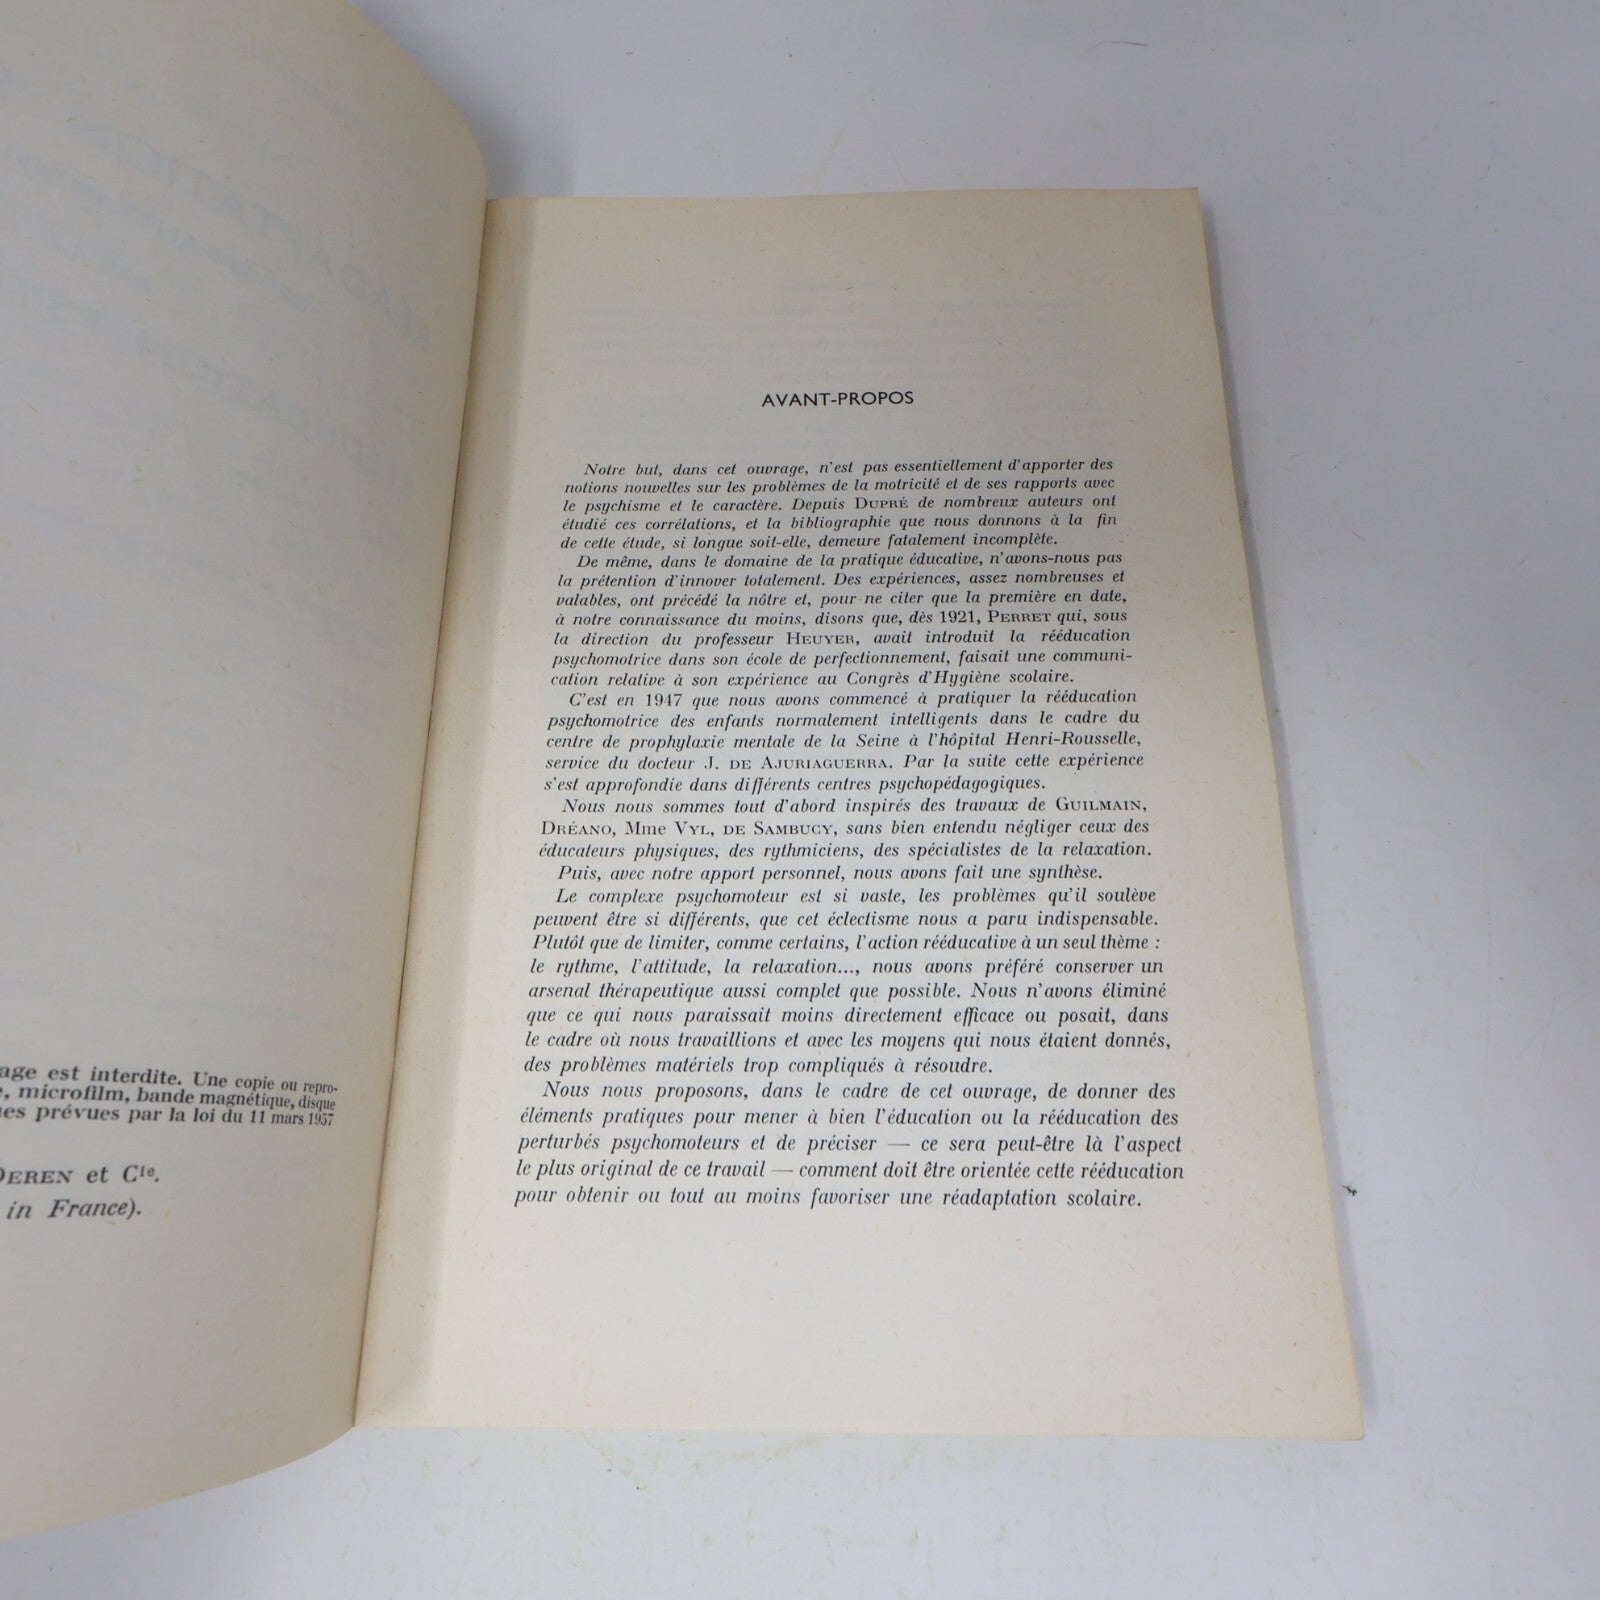 age est interdite. Une copie ou repro-
, microfilm, bande magnétique, disque
es prévues par la loi du 11 mars 1957
DEREN et Cie.
in France).
AVANT-PROPOS
Notre but, dans cet ouvrage, n'est pas essentiellement d'apporter des
notions nouvelles sur les problèmes de la motricité et de ses rapports avec
le psychisme et le caractère. Depuis DUPRÉ de nombreux auteurs ont
étudié ces corrélations, et la bibliographie que nous donnons à la fin
de cette étude, si longue soit-elle, demeure fatalement incomplète.
De même, dans le domaine de la pratique éducative, n'avons-nous pas
la prétention d'innover totalement. Des expériences, assez nombreuses et
valables, ont précédé la nôtre et, pour ne citer que la première en date,
à notre connaissance du moins, disons que, dès 1921, PERRET qui, sous
la direction du professeur HEUYER, avait introduit la rééducation
psychomotrice dans son école de perfectionnement, faisait une communi-
cation relative à son expérience au Congrès d'Hygiène scolaire.
C'est en 1947 que nous avons commencé à pratiquer la rééducation
psychomotrice des enfants normalement intelligents dans le cadre du
centre de prophylaxie mentale de la Seine à l'hôpital Henri-Rousselle,
service du docteur J. DE AJURIAGUERRA. Par la suite cette expérience
s'est approfondie dans différents centres psychopédagogiques.
Nous nous sommes tout d'abord inspirés des travaux de GUILMAIN,
DRÉANO, Mme VYL, DE SAMBUCY, sans bien entendu négliger ceux des
éducateurs physiques, des rythmiciens, des spécialistes de la relaxation.
Puis, avec notre apport personnel, nous avons fait une synthèse.
Le complexe psychomoteur est si vaste, les problèmes qu'il soulève
peuvent être si différents, que cet éclectisme nous a paru indispensable.
Plutôt que de limiter, comme certains, l'action rééducative à un seul thème :
le rythme, l'attitude, la relaxation..., nous avons préféré conserver un
arsenal thérapeutique aussi complet que possible. Nous n'avons éliminé
que ce qui nous paraissait moins directement efficace ou posait, dans
le cadre où nous travaillions et avec les moyens qui nous étaient donnés,
des problèmes matériels trop compliqués à résoudre.
Nous nous proposons, dans le cadre de cet ouvrage, de donner des
éléments pratiques pour mener à bien l'éducation ou la rééducation des
perturbés psychomoteurs et de préciser — ce sera peut-être là l'aspect
le plus original de ce travail — comment doit être orientée cette rééducation
pour obtenir ou tout au moins favoriser une réadaptation scolaire.